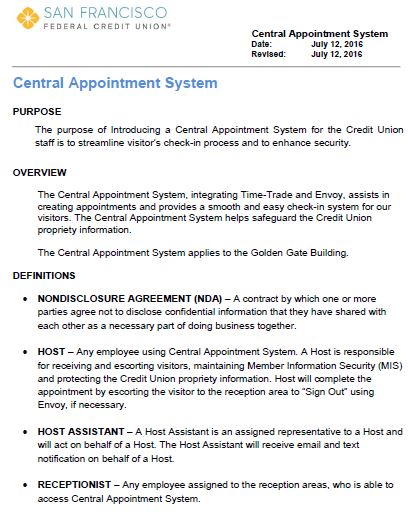 SAN FRANCISCO
FEDERAL CREDIT UNION®
Central Appointment System
Date: July 12, 2016
Revised: July 12, 2016
Central Appointment System
PURPOSE
The purpose of Introducing a Central Appointment System for the Credit Union
staff is to streamline visitor's check-in process and to enhance security.
OVERVIEW
The Central Appointment System, integrating Time-Trade and Envoy, assists in
creating appointments and provides a smooth and easy check-in system for our
visitors. The Central Appointment System helps safeguard the Credit Union
propriety information.
The Central Appointment System applies to the Golden Gate Building.
DEFINITIONS
• NONDISCLOSURE AGREEMENT (NDA) – A contract by which one or more
parties agree not to disclose confidential information that they have shared with
each other as a necessary part of doing business together.
• HOST – Any employee using Central Appointment System. A Host is responsible
for receiving and escorting visitors, maintaining Member Information Security (MIS)
and protecting the Credit Union propriety information. Host will complete the
appointment by escorting the visitor to the reception area to “Sign Out” using
Envoy, if necessary.
• HOST ASSISTANT – A Host Assistant is an assigned representative to a Host and
will act on behalf of a Host. The Host Assistant will receive email and text
notification on behalf of a Host.
• RECEPTIONIST – Any employee assigned to the reception areas, who is able to
access Central Appointment System.